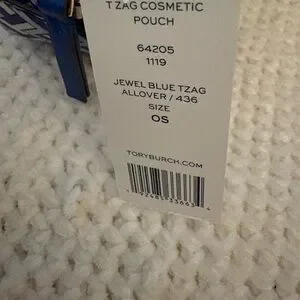 T ZAG COSMETIC
POUCH
64205
1119
JEWEL BLUE TZAG
ALLOVER / 436
SIZE
OS
TORYBURCH.COM